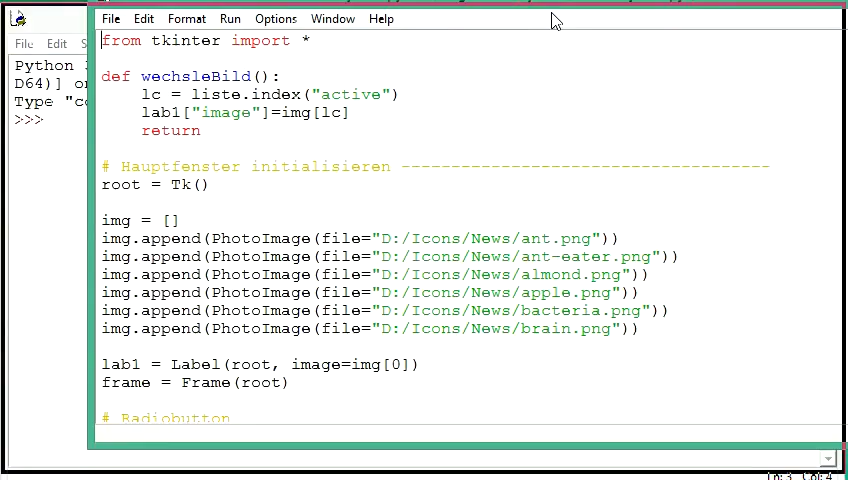 File Edit Format Run Options Window Help
File Edit
Python
D64)] on
Type "co
>>>
from tkinter import *
def wechsleBild():
lc = liste.index("active")
lab1["image"]=img[lc]
return
# Hauptfenster initialisieren -------------------------------------
root = Tk()
img = []
img.append(PhotoImage(file="D:/Icons/News/ant.png"))
img.append(PhotoImage(file="D:/Icons/News/ant-eater.png"))
img.append(PhotoImage(file="D:/Icons/News/almond.png"))
img.append(PhotoImage(file="D:/Icons/News/apple.png"))
img.append(PhotoImage(file="D:/Icons/News/bacteria.png"))
img.append(PhotoImage(file="D:/Icons/News/brain.png"))
lab1 = Label(root, image=img[0])
frame = Frame(root)
# Radiobutton
Ln: 3 Col: 4